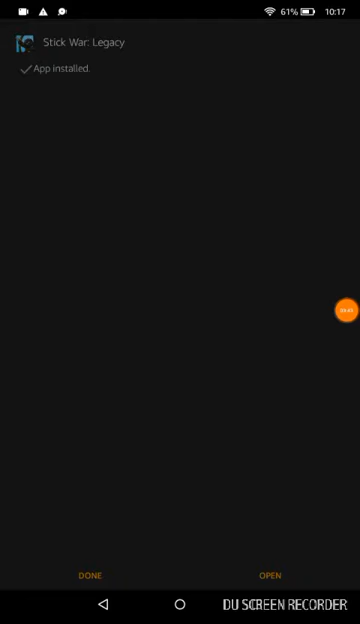 61% 10:17
Stick War: Legacy
App installed.
DONE OPEN
DU SCREEN RECORDER